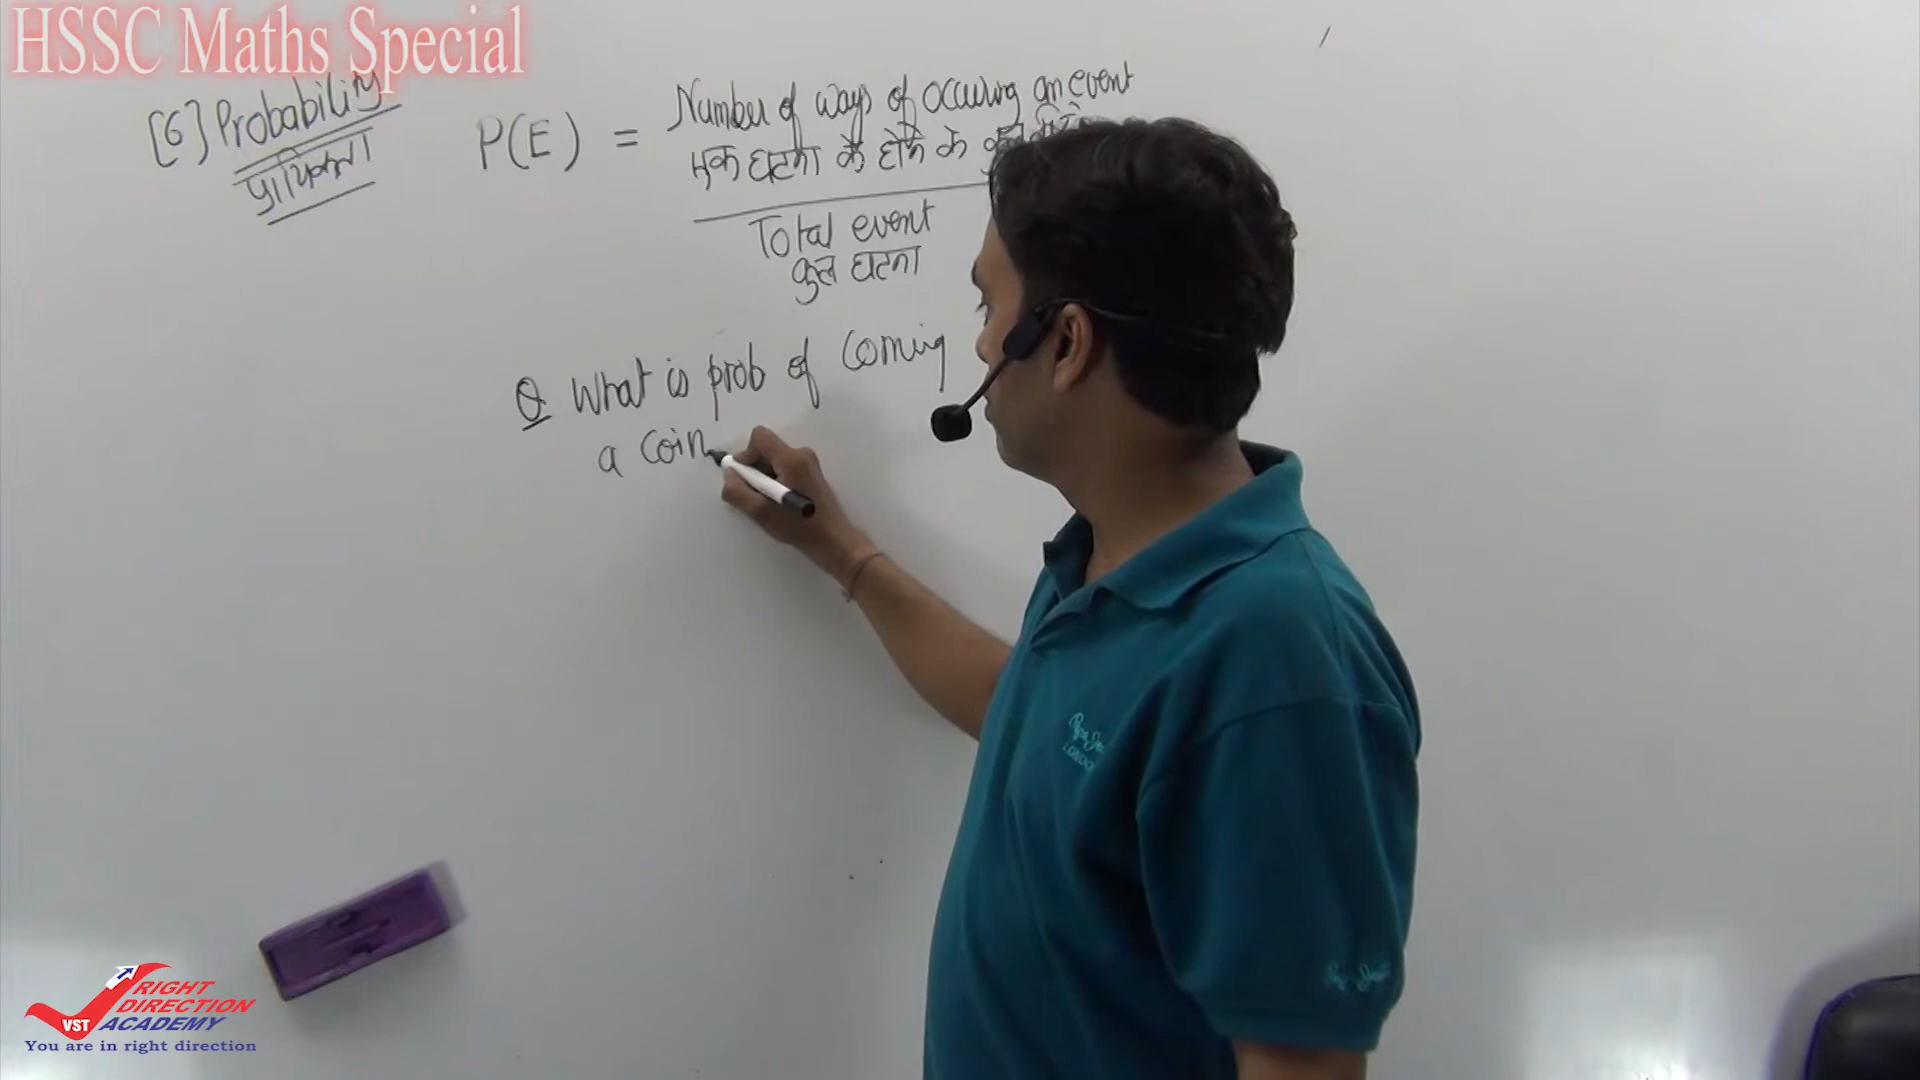 HSSC Maths Special
[6] Probability
प्रायिकता
P(E) = Number of ways of occuring an event
एक घटना के होने के कुल
Total event
कुल घटना
Q What is prob of coming
a coin
RIGHT
DIRECTION
VST ACADEMY
You are in right direction
LONDON